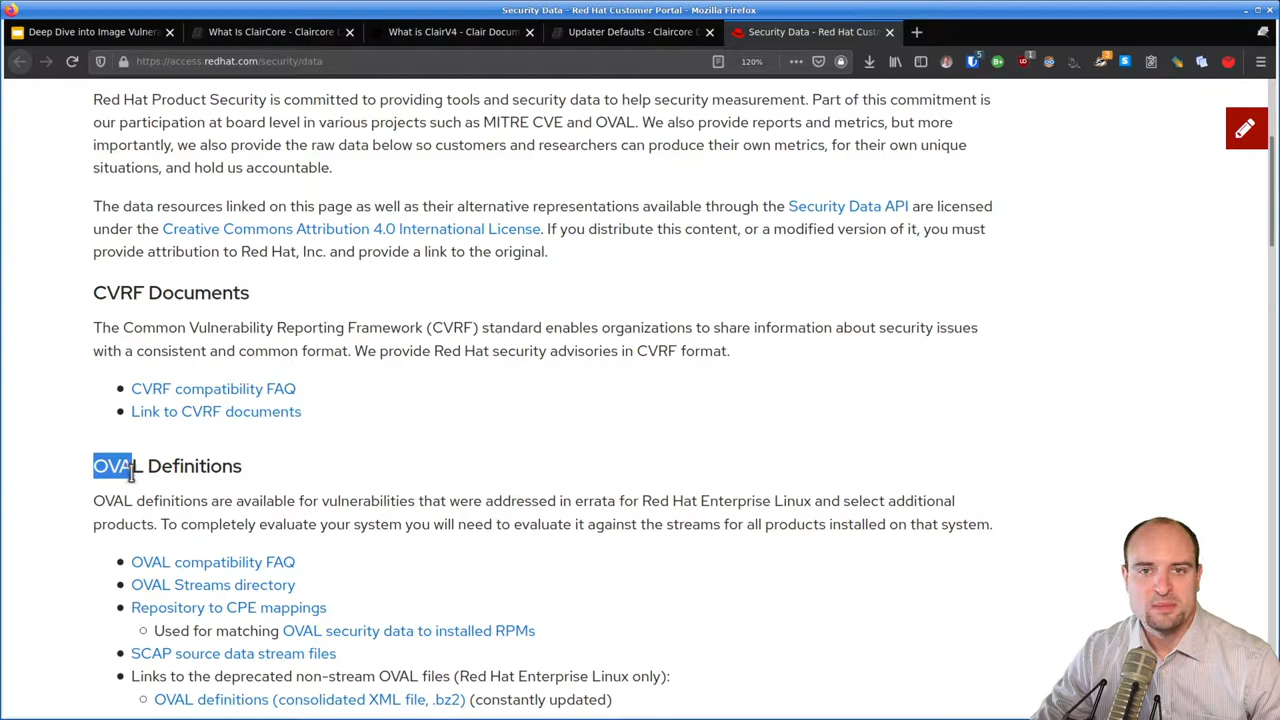 Security Data - Red Hat Customer Portal - Mozilla Firefox
Deep Dive into Image Vulnera
What Is ClairCore - Claircore D
What is ClairV4 - Clair Docum
Updater Defaults - Claircore D
Security Data - Red Hat Cust
https://access.redhat.com/security/data
120%
Red Hat Product Security is committed to providing tools and security data to help security measurement. Part of this commitment is
our participation at board level in various projects such as MITRE CVE and OVAL. We also provide reports and metrics, but more
importantly, we also provide the raw data below so customers and researchers can produce their own metrics, for their own unique
situations, and hold us accountable.
The data resources linked on this page as well as their alternative representations available through the Security Data API are licensed
under the Creative Commons Attribution 4.0 International License. If you distribute this content, or a modified version of it, you must
provide attribution to Red Hat, Inc. and provide a link to the original.
CVRF Documents
The Common Vulnerability Reporting Framework (CVRF) standard enables organizations to share information about security issues
with a consistent and common format. We provide Red Hat security advisories in CVRF format.
CVRF compatibility FAQ
Link to CVRF documents
OVAL Definitions
OVAL definitions are available for vulnerabilities that were addressed in errata for Red Hat Enterprise Linux and select additional
products. To completely evaluate your system you will need to evaluate it against the streams for all products installed on that system.
OVAL compatibility FAQ
OVAL Streams directory
Repository to CPE mappings
Used for matching OVAL security data to installed RPMs
SCAP source data stream files
Links to the deprecated non-stream OVAL files (Red Hat Enterprise Linux only):
OVAL definitions (consolidated XML file, .bz2) (constantly updated)